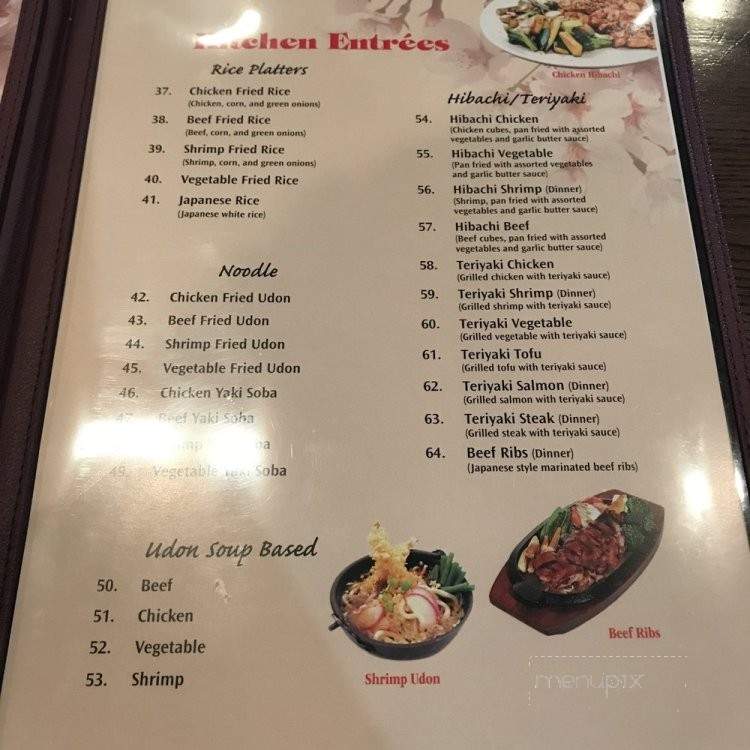 Kitchen Entrées
Chicken Hibachi
Rice Platters
37. Chicken Fried Rice
(Chicken, corn, and green onions)
38. Beef Fried Rice
(Beef, corn, and green onions)
39. Shrimp Fried Rice
(Shrimp, corn, and green onions)
40. Vegetable Fried Rice
41. Japanese Rice
(Japanese white rice)
Noodle
42. Chicken Fried Udon
43. Beef Fried Udon
44. Shrimp Fried Udon
45. Vegetable Fried Udon
46. Chicken Yaki Soba
47. Beef Yaki Soba
49. Vegetable Yaki Soba
Udon Soup Based
50. Beef
51. Chicken
52. Vegetable
53. Shrimp
Hibachi/Teriyaki
54. Hibachi Chicken
(Chicken cubes, pan fried with assorted
vegetables and garlic butter sauce)
55. Hibachi Vegetable
(Pan fried with assorted vegetables
and garlic butter sauce)
56. Hibachi Shrimp (Dinner)
(Shrimp, pan fried with assorted
vegetables and garlic butter sauce)
57. Hibachi Beef
(Beef cubes, pan fried with assorted
vegetables and garlic butter sauce)
58. Teriyaki Chicken
(Grilled chicken with teriyaki sauce)
59. Teriyaki Shrimp (Dinner)
(Grilled shrimp with teriyaki sauce)
60. Teriyaki Vegetable
(Grilled vegetable with teriyaki sauce)
61. Teriyaki Tofu
(Grilled tofu with teriyaki sauce)
62. Teriyaki Salmon (Dinner)
(Grilled salmon with teriyaki sauce)
63. Teriyaki Steak (Dinner)
(Grilled steak with teriyaki sauce)
64. Beef Ribs (Dinner)
(Japanese style marinated beef ribs)
Shrimp Udon
Beef Ribs
menupix